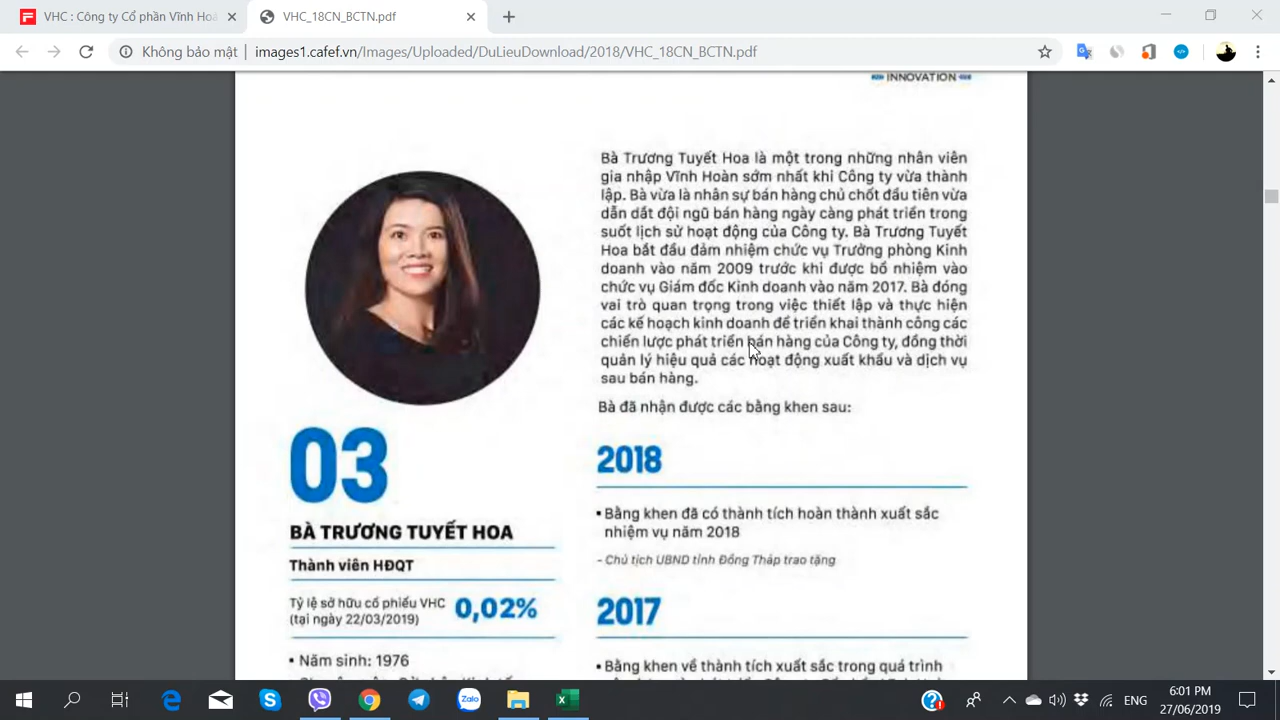 VHC : Công ty Cổ phần Vĩnh Hoà
VHC_18CN_BCTN.pdf
Không bảo mật
images1.cafef.vn/Images/Uploaded/DuLieuDownload/2018/VHC_18CN_BCTN.pdf
INNOVATION
Bà Trương Tuyết Hoa là một trong những nhân viên
gia nhập Vĩnh Hoàn sớm nhất khi Công ty vừa thành
lập. Bà vừa là nhân sự bán hàng chủ chốt đầu tiên vừa
dẫn dắt đội ngũ bán hàng ngày càng phát triển trong
suốt lịch sử hoạt động của Công ty. Bà Trương Tuyết
Hoa bắt đầu đảm nhiệm chức vụ Trưởng phòng Kinh
doanh vào năm 2009 trước khi được bổ nhiệm vào
chức vụ Giám đốc Kinh doanh vào năm 2017. Bà đóng
vai trò quan trọng trong việc thiết lập và thực hiện
các kế hoạch kinh doanh để triển khai thành công các
chiến lược phát triển bán hàng của Công ty, đồng thời
quản lý hiệu quả các hoạt động xuất khẩu và dịch vụ
sau bán hàng.
Bà đã nhận được các bằng khen sau:
2018
▪ Bằng khen đã có thành tích hoàn thành xuất sắc
nhiệm vụ năm 2018
- Chủ tịch UBND tỉnh Đồng Tháp trao tặng
2017
▪ Bằng khen về thành tích xuất sắc trong quá trình
03
BÀ TRƯƠNG TUYẾT HOA
Thành viên HĐQT
Tỷ lệ sở hữu cổ phiếu VHC 0,02%
(tại ngày 22/03/2019)
▪ Năm sinh: 1976
Zalo
ENG
6:01 PM
27/06/2019